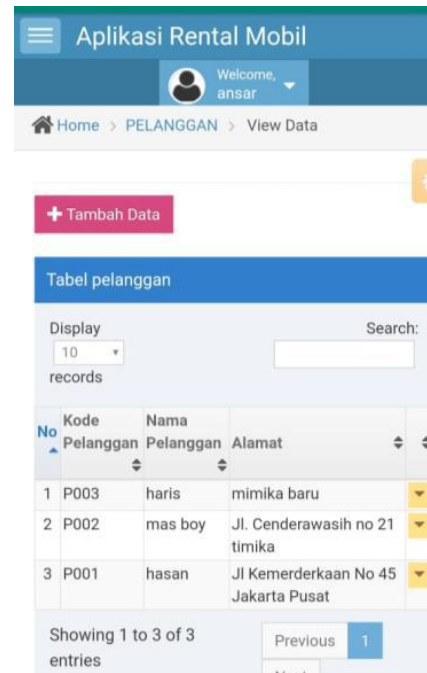 Aplikasi Rental Mobil
Welcome,
ansar
Home > PELANGGAN > View Data
+ Tambah Data
Tabel pelanggan
Display
10
records
Search:
No
Kode Pelanggan
Nama Pelanggan
Alamat
1 P003 haris mimika baru
2 P002 mas boy Jl. Cenderawasih no 21
timika
3 P001 hasan Jl Kemerderkaan No 45
Jakarta Pusat
Showing 1 to 3 of 3
entries
Previous 1